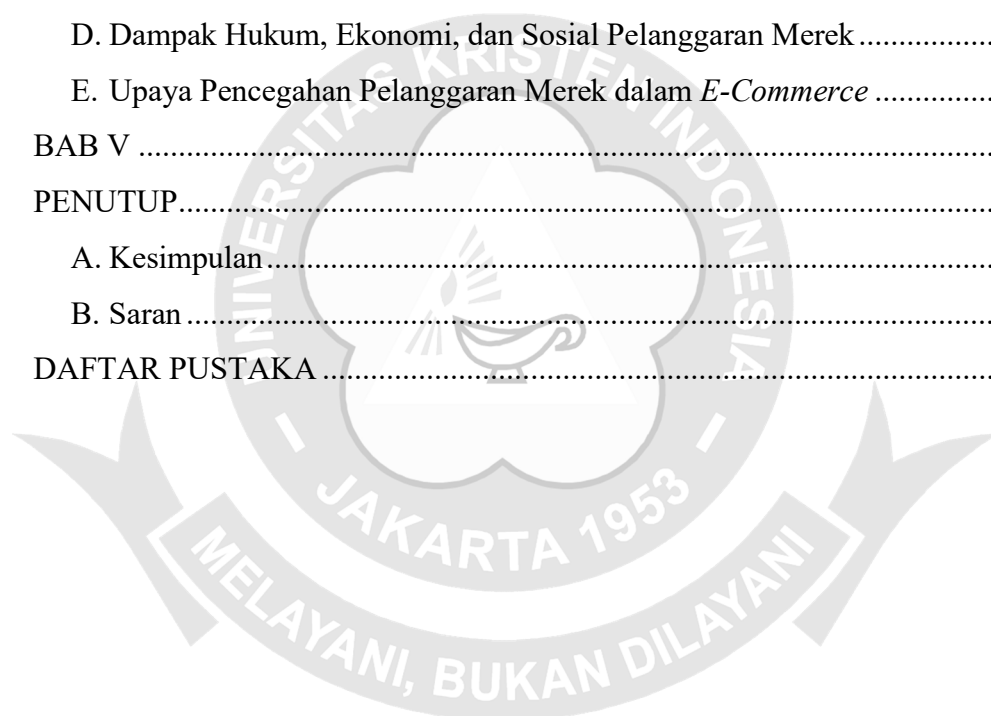 D. Dampak Hukum, Ekonomi, dan Sosial Pelanggaran Merek ................
E. Upaya Pencegahan Pelanggaran Merek dalam E-Commerce ..............
BAB V ....................................................................
PENUTUP....................................................................
A. Kesimpulan ....................................................................
B. Saran ....................................................................
DAFTAR PUSTAKA ....................................................................
UNIVERSITAS KRISTEN INDONESIA
JAKARTA 1953
MELAYANI, BUKAN DILAYANI